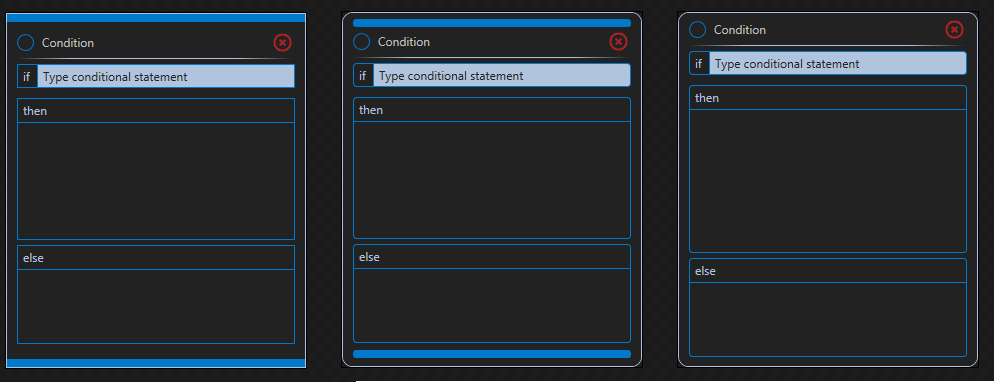 Condition
if Type conditional statement
then
else
Condition
if Type conditional statement
then
else
Condition
if Type conditional statement
then
else